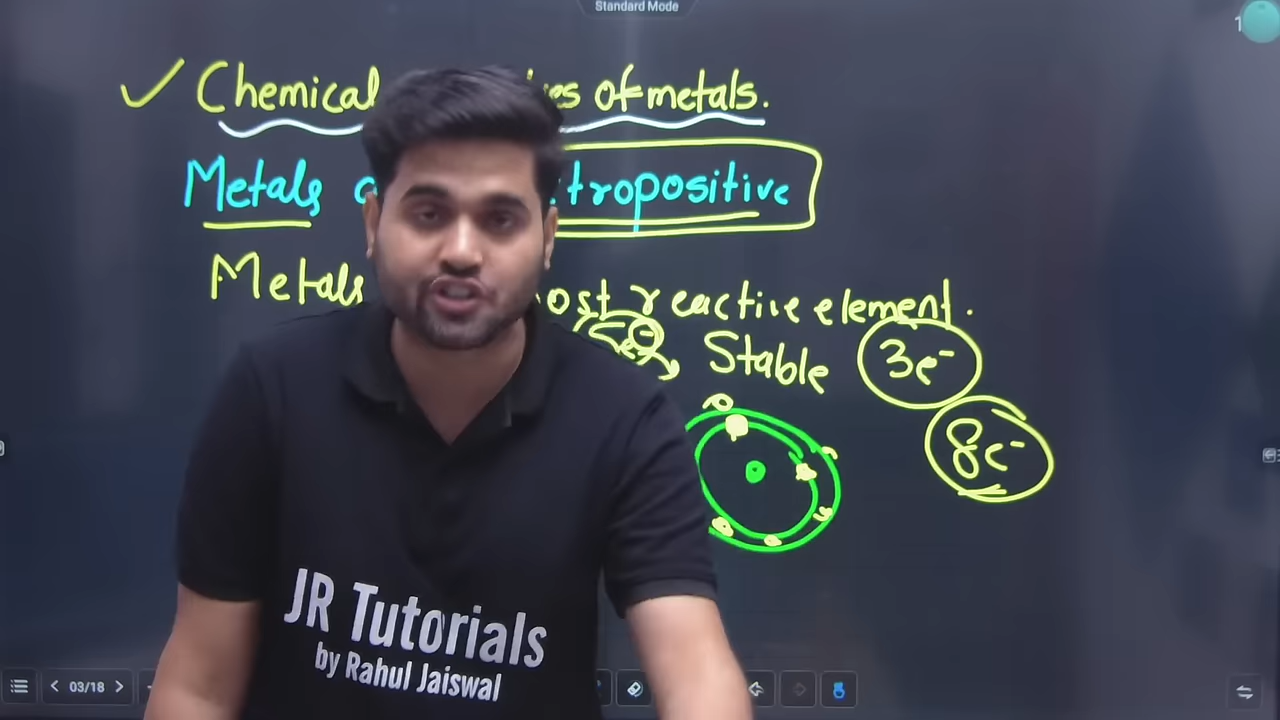 Standard Mode
✓ Chemical es of metals.
Metals tropositive
Metals ost reactive element.
Stable 3e⁻
8e⁻
JR Tutorials
by Rahul Jaiswal
03/18